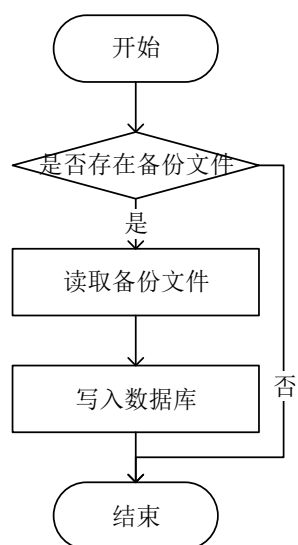 开始
是否存在备份文件
是
读取备份文件
写入数据库
否
结束